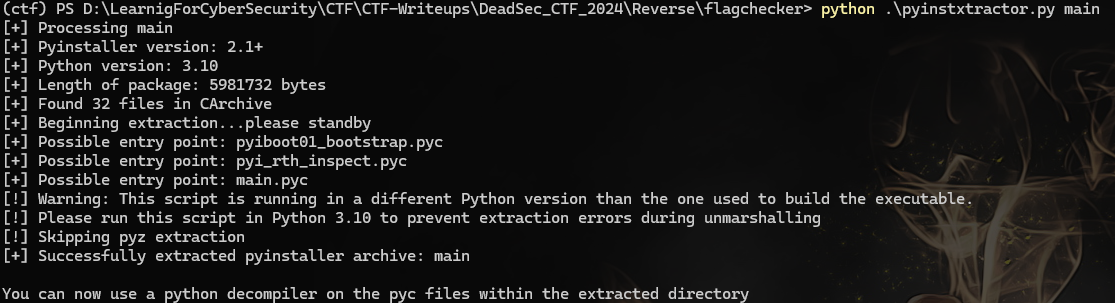 (ctf) PS D:\LearnigForCyberSecurity\CTF\CTF-Writeups\DeadSec_CTF_2024\Reverse\flagchecker> python .\pyinstxtractor.py main
[+] Processing main
[+] Pyinstaller version: 2.1+
[+] Python version: 3.10
[+] Length of package: 5981732 bytes
[+] Found 32 files in CArchive
[+] Beginning extraction...please standby
[+] Possible entry point: pyiboot01_bootstrap.pyc
[+] Possible entry point: pyi_rth_inspect.pyc
[+] Possible entry point: main.pyc
[!] Warning: This script is running in a different Python version than the one used to build the executable.
[!] Please run this script in Python 3.10 to prevent extraction errors during unmarshalling
[!] Skipping pyz extraction
[+] Successfully extracted pyinstaller archive: main
You can now use a python decompiler on the pyc files within the extracted directory